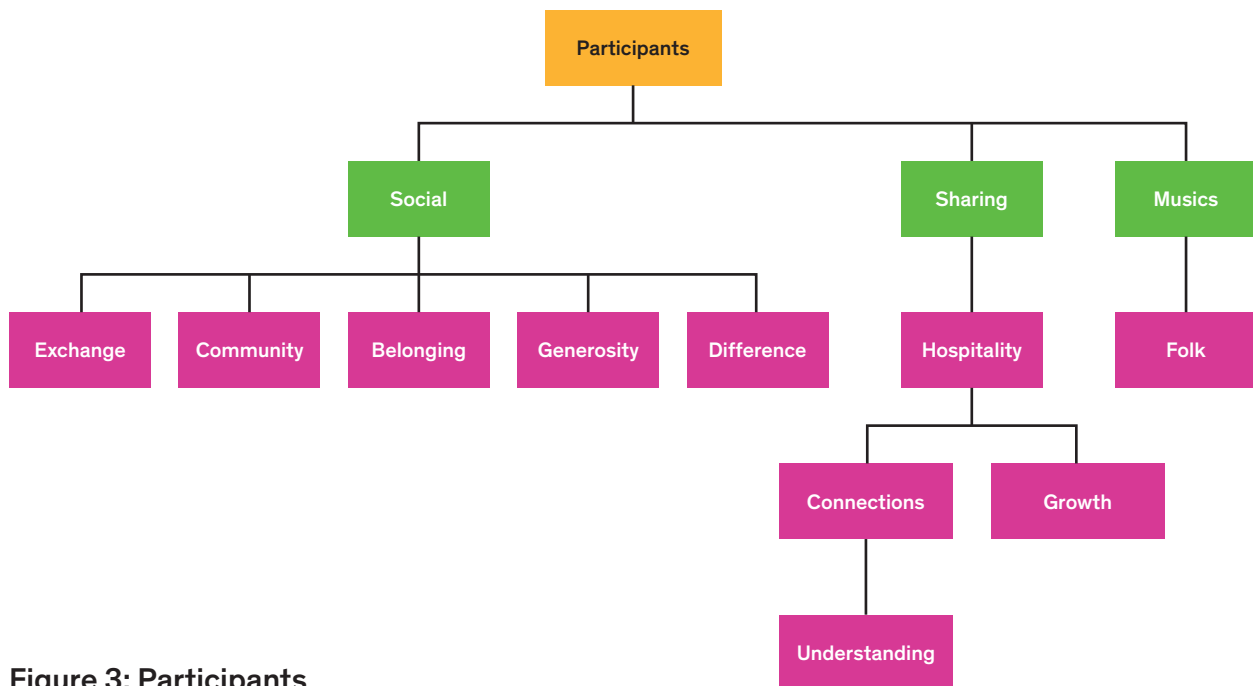 Participants
Social
Sharing
Musics
Exchange
Community
Belonging
Generosity
Difference
Hospitality
Folk
Connections
Growth
Understanding
Figure 3: Participants